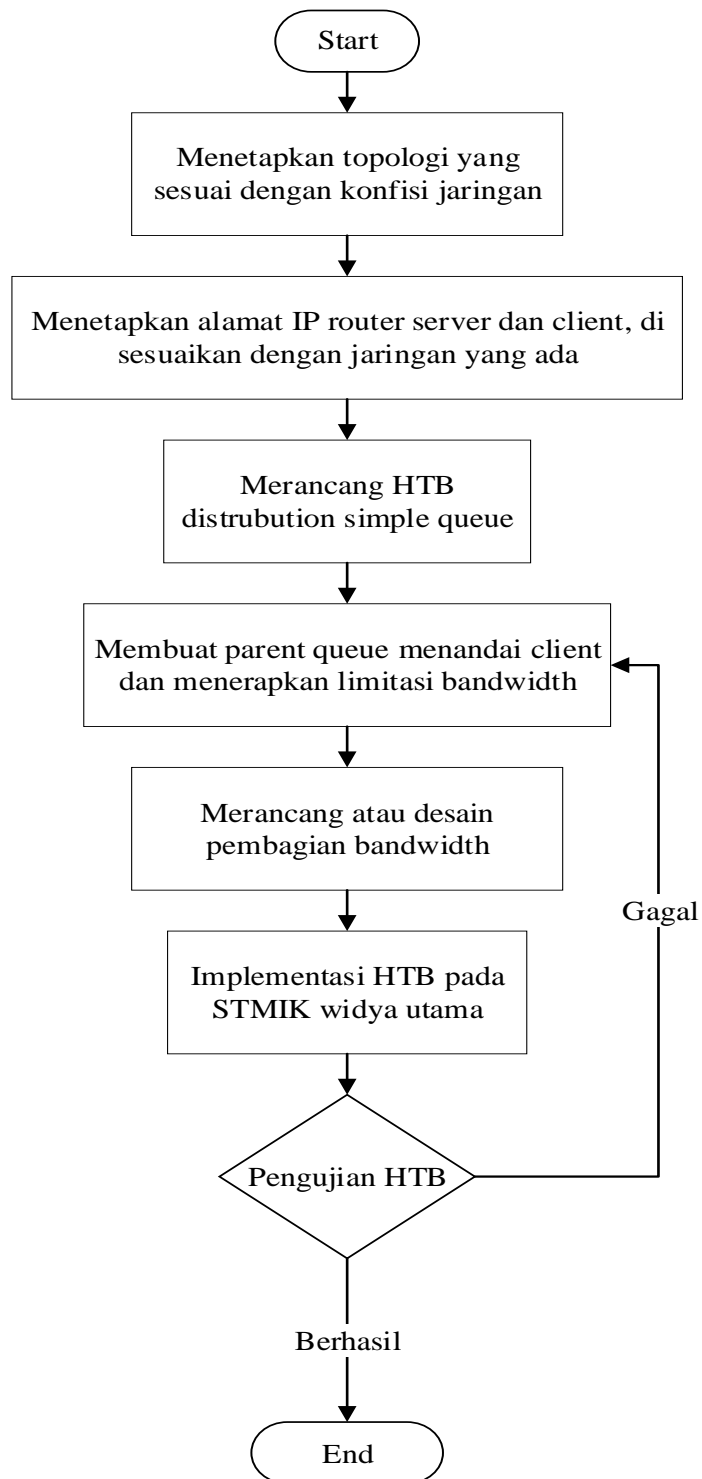 Start
Menetapkan topologi yang
sesuai dengan konfisi jaringan
Menetapkan alamat IP router server dan client, di
sesuaikan dengan jaringan yang ada
Merancang HTB
distrubution simple queue
Membuat parent queue menandai client
dan menerapkan limitasi bandwidth
Merancang atau desain
pembagian bandwidth
Gagal
Implementasi HTB pada
STMIK widya utama
Pengujian HTB
Berhasil
End